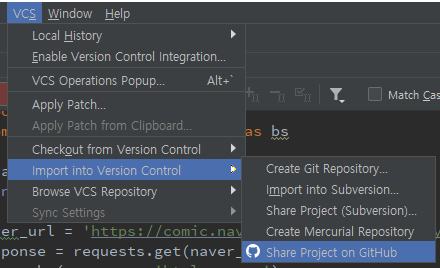 VCS Window Help
Local History
Enable Version Control Integration...
VCS Operations Popup... Alt+`
Apply Patch...
Apply Patch from Clipboard...
Checkout from Version Control
Import into Version Control
Browse VCS Repository
Sync Settings
Match Cas
as bs
Create Git Repository...
Import into Subversion...
Share Project (Subversion)...
Create Mercurial Repository
Share Project on GitHub
er_url = 'https://comic.nav
ponse = requests.get(naver_